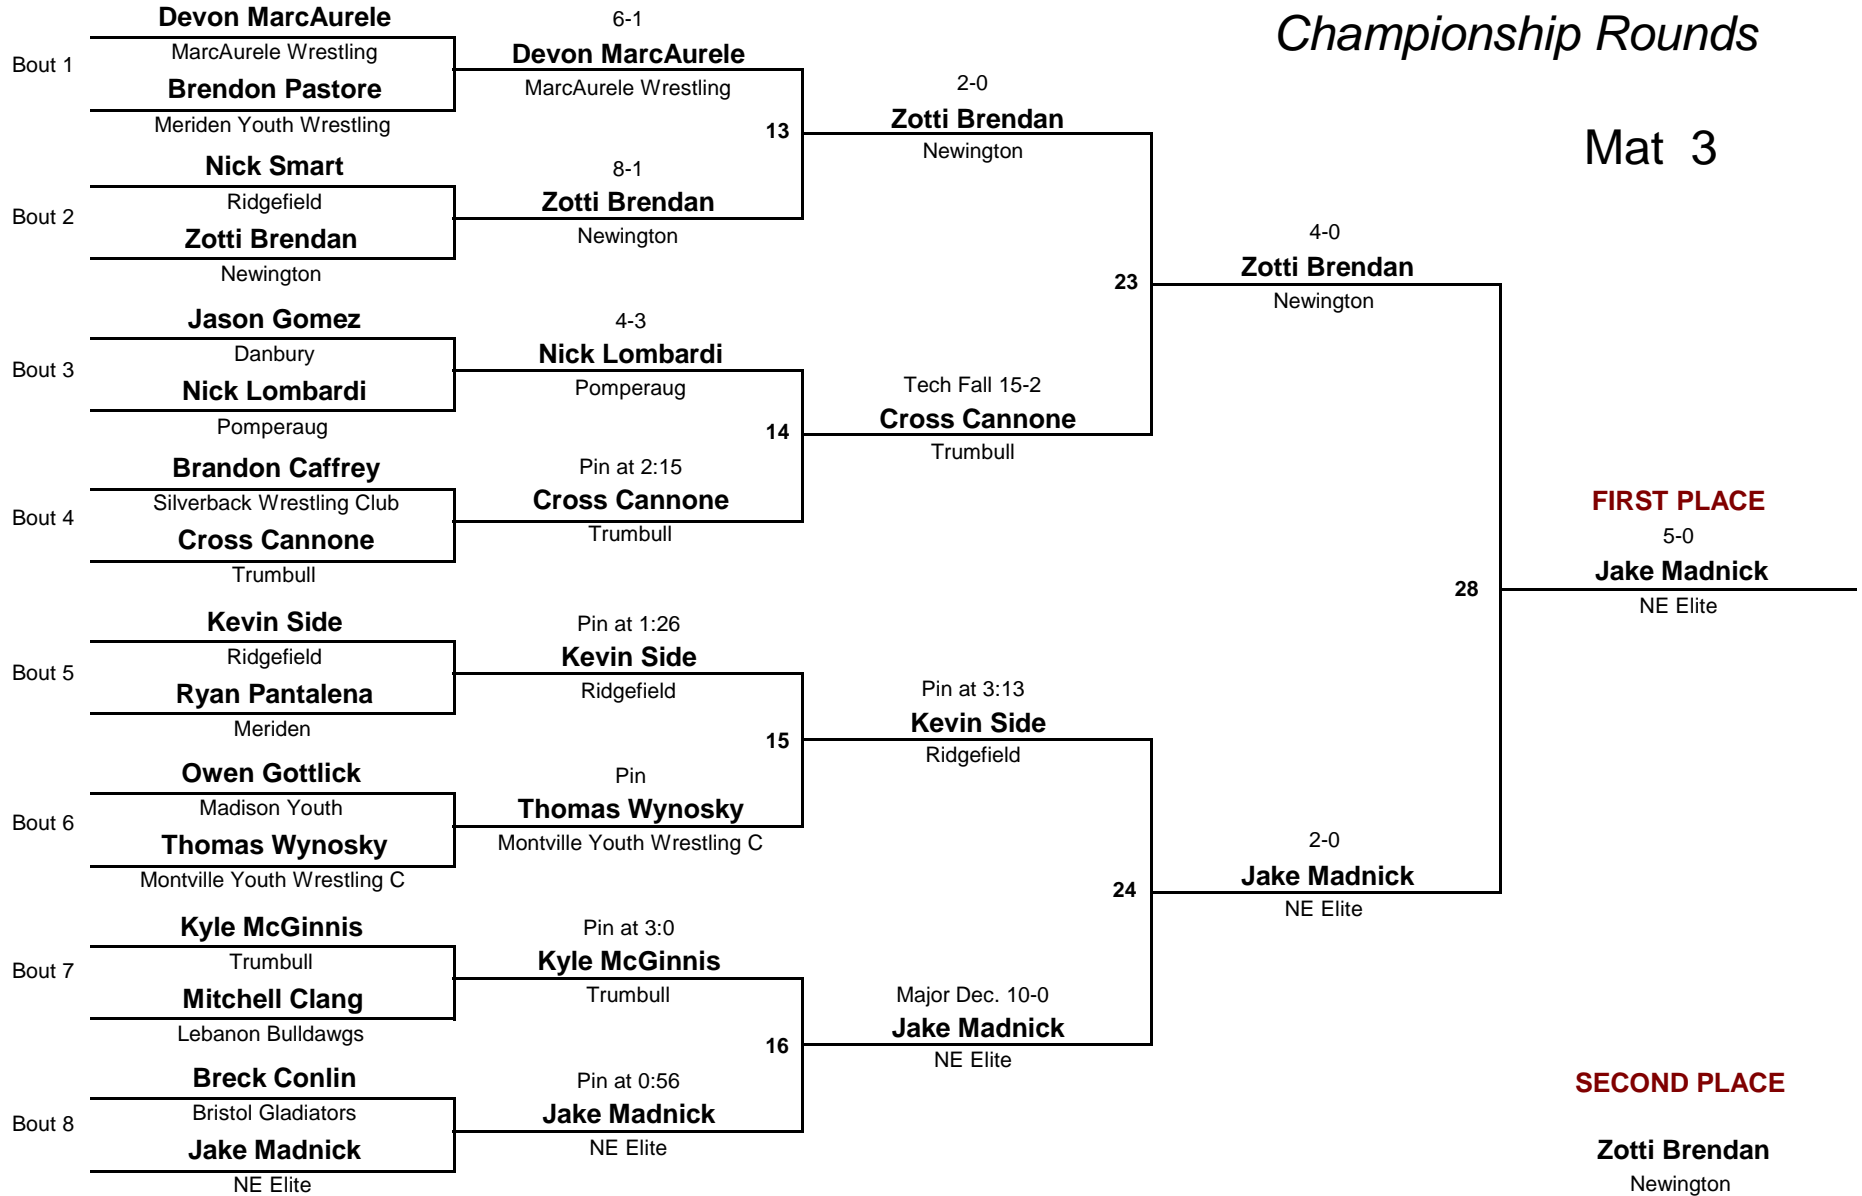 Championship Rounds
Mat 3
Bout 1
Devon MarcAurele
MarcAurele Wrestling
Brendon Pastore
Meriden Youth Wrestling
Bout 2
Nick Smart
Ridgefield
Zotti Brendan
Newington
Bout 3
Jason Gomez
Danbury
Nick Lombardi
Pomperaug
Bout 4
Brandon Caffrey
Silverback Wrestling Club
Cross Cannone
Trumbull
Bout 5
Kevin Side
Ridgefield
Ryan Pantalena
Meriden
Bout 6
Owen Gottlick
Madison Youth
Thomas Wynosky
Montville Youth Wrestling C
Bout 7
Kyle McGinnis
Trumbull
Mitchell Clang
Lebanon Bulldawgs
Bout 8
Breck Conlin
Bristol Gladiators
Jake Madnick
NE Elite
6-1
Devon MarcAurele
MarcAurele Wrestling
13
8-1
Zotti Brendan
Newington
4-3
Nick Lombardi
Pomperaug
14
Pin at 2:15
Cross Cannone
Trumbull
Pin at 1:26
Kevin Side
Ridgefield
15
Pin
Thomas Wynosky
Montville Youth Wrestling C
Pin at 3:0
Kyle McGinnis
Trumbull
16
Pin at 0:56
Jake Madnick
NE Elite
2-0
Zotti Brendan
Newington
23
Tech Fall 15-2
Cross Cannone
Trumbull
Pin at 3:13
Kevin Side
Ridgefield
24
Major Dec. 10-0
Jake Madnick
NE Elite
4-0
Zotti Brendan
Newington
28
2-0
Jake Madnick
NE Elite
FIRST PLACE
5-0
Jake Madnick
NE Elite
SECOND PLACE
Zotti Brendan
Newington